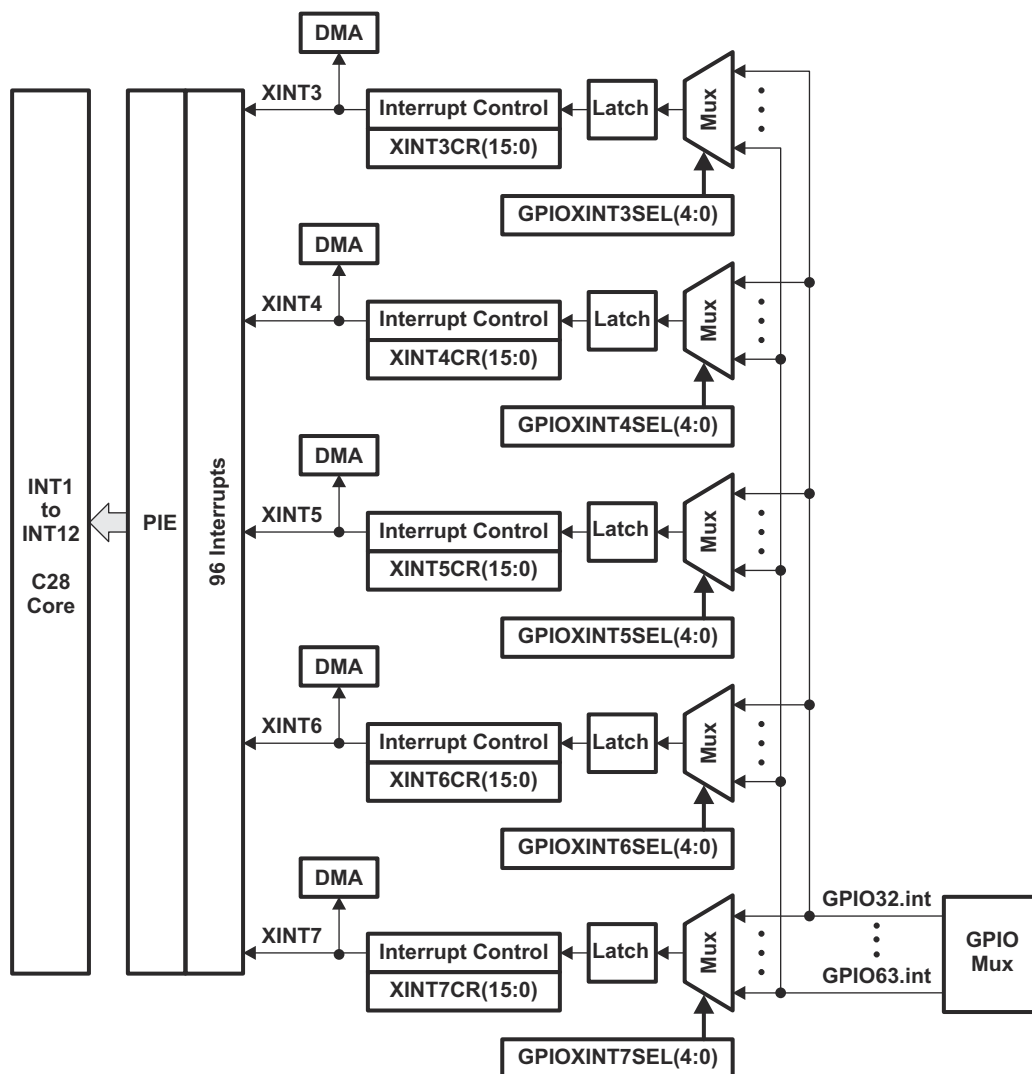 DMA
XINT3
Interrupt Control
XINT3CR(15:0)
Latch
Mux
GPIOXINT3SEL(4:0)
DMA
XINT4
Interrupt Control
XINT4CR(15:0)
Latch
Mux
GPIOXINT4SEL(4:0)
INT1
to
INT12
C28
Core
PIE
96 Interrupts
DMA
XINT5
Interrupt Control
XINT5CR(15:0)
Latch
Mux
GPIOXINT5SEL(4:0)
DMA
XINT6
Interrupt Control
XINT6CR(15:0)
Latch
Mux
GPIOXINT6SEL(4:0)
DMA
XINT7
Interrupt Control
XINT7CR(15:0)
Latch
Mux
GPIOXINT7SEL(4:0)
GPIO32.int
GPIO63.int
GPIO
Mux